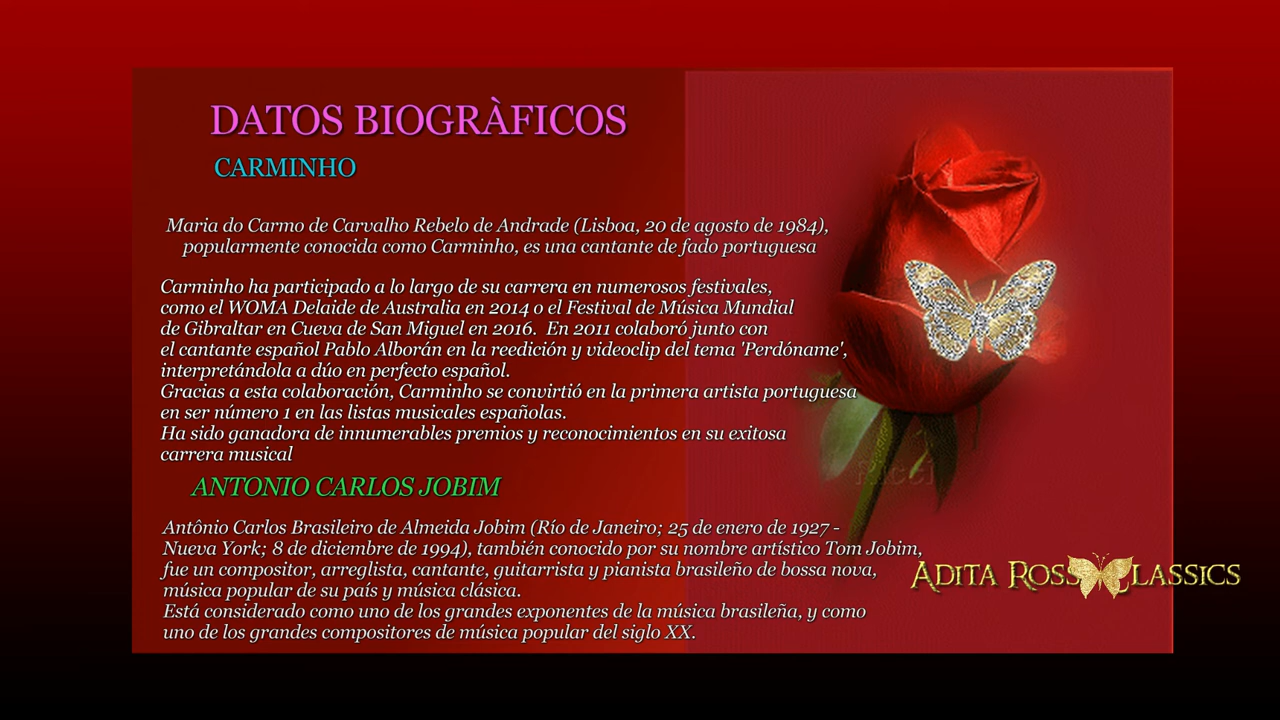 DATOS BIOGRÀFICOS
CARMINHO
Maria do Carmo de Carvalho Rebelo de Andrade (Lisboa, 20 de agosto de 1984),
popularmente conocida como Carminho, es una cantante de fado portuguesa
Carminho ha participado a lo largo de su carrera en numerosos festivales,
como el WOMA Delaide de Australia en 2014 o el Festival de Música Mundial
de Gibraltar en Cueva de San Miguel en 2016. En 2011 colaboró junto con
el cantante español Pablo Alborán en la reedición y videoclip del tema 'Perdóname',
interpretándola a dúo en perfecto español.
Gracias a esta colaboración, Carminho se convirtió en la primera artista portuguesa
en ser número 1 en las listas musicales españolas.
Ha sido ganadora de innumerables premios y reconocimientos en su exitosa
carrera musical
ANTONIO CARLOS JOBIM
Antônio Carlos Brasileiro de Almeida Jobim (Río de Janeiro; 25 de enero de 1927 -
Nueva York; 8 de diciembre de 1994), también conocido por su nombre artístico Tom Jobim,
fue un compositor, arreglista, cantante, guitarrista y pianista brasileño de bossa nova,
música popular de su país y música clásica.
Está considerado como uno de los grandes exponentes de la música brasileña, y como
uno de los grandes compositores de música popular del siglo XX.
ADITA ROSS CLASSICS